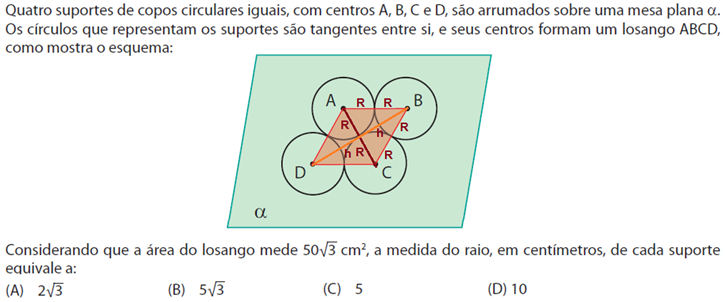 Quatro suportes de copos circulares iguais, com centros A, B, C e D, são arrumados sobre uma mesa plana α.
Os círculos que representam os suportes são tangentes entre si, e seus centros formam um losango ABCD,
como mostra o esquema:
A R R B
R h R
h R R
D C
α
Considerando que a área do losango mede 50√3 cm², a medida do raio, em centímetros, de cada suporte
equivale a:
(A) 2√3 (B) 5√3 (C) 5 (D) 10